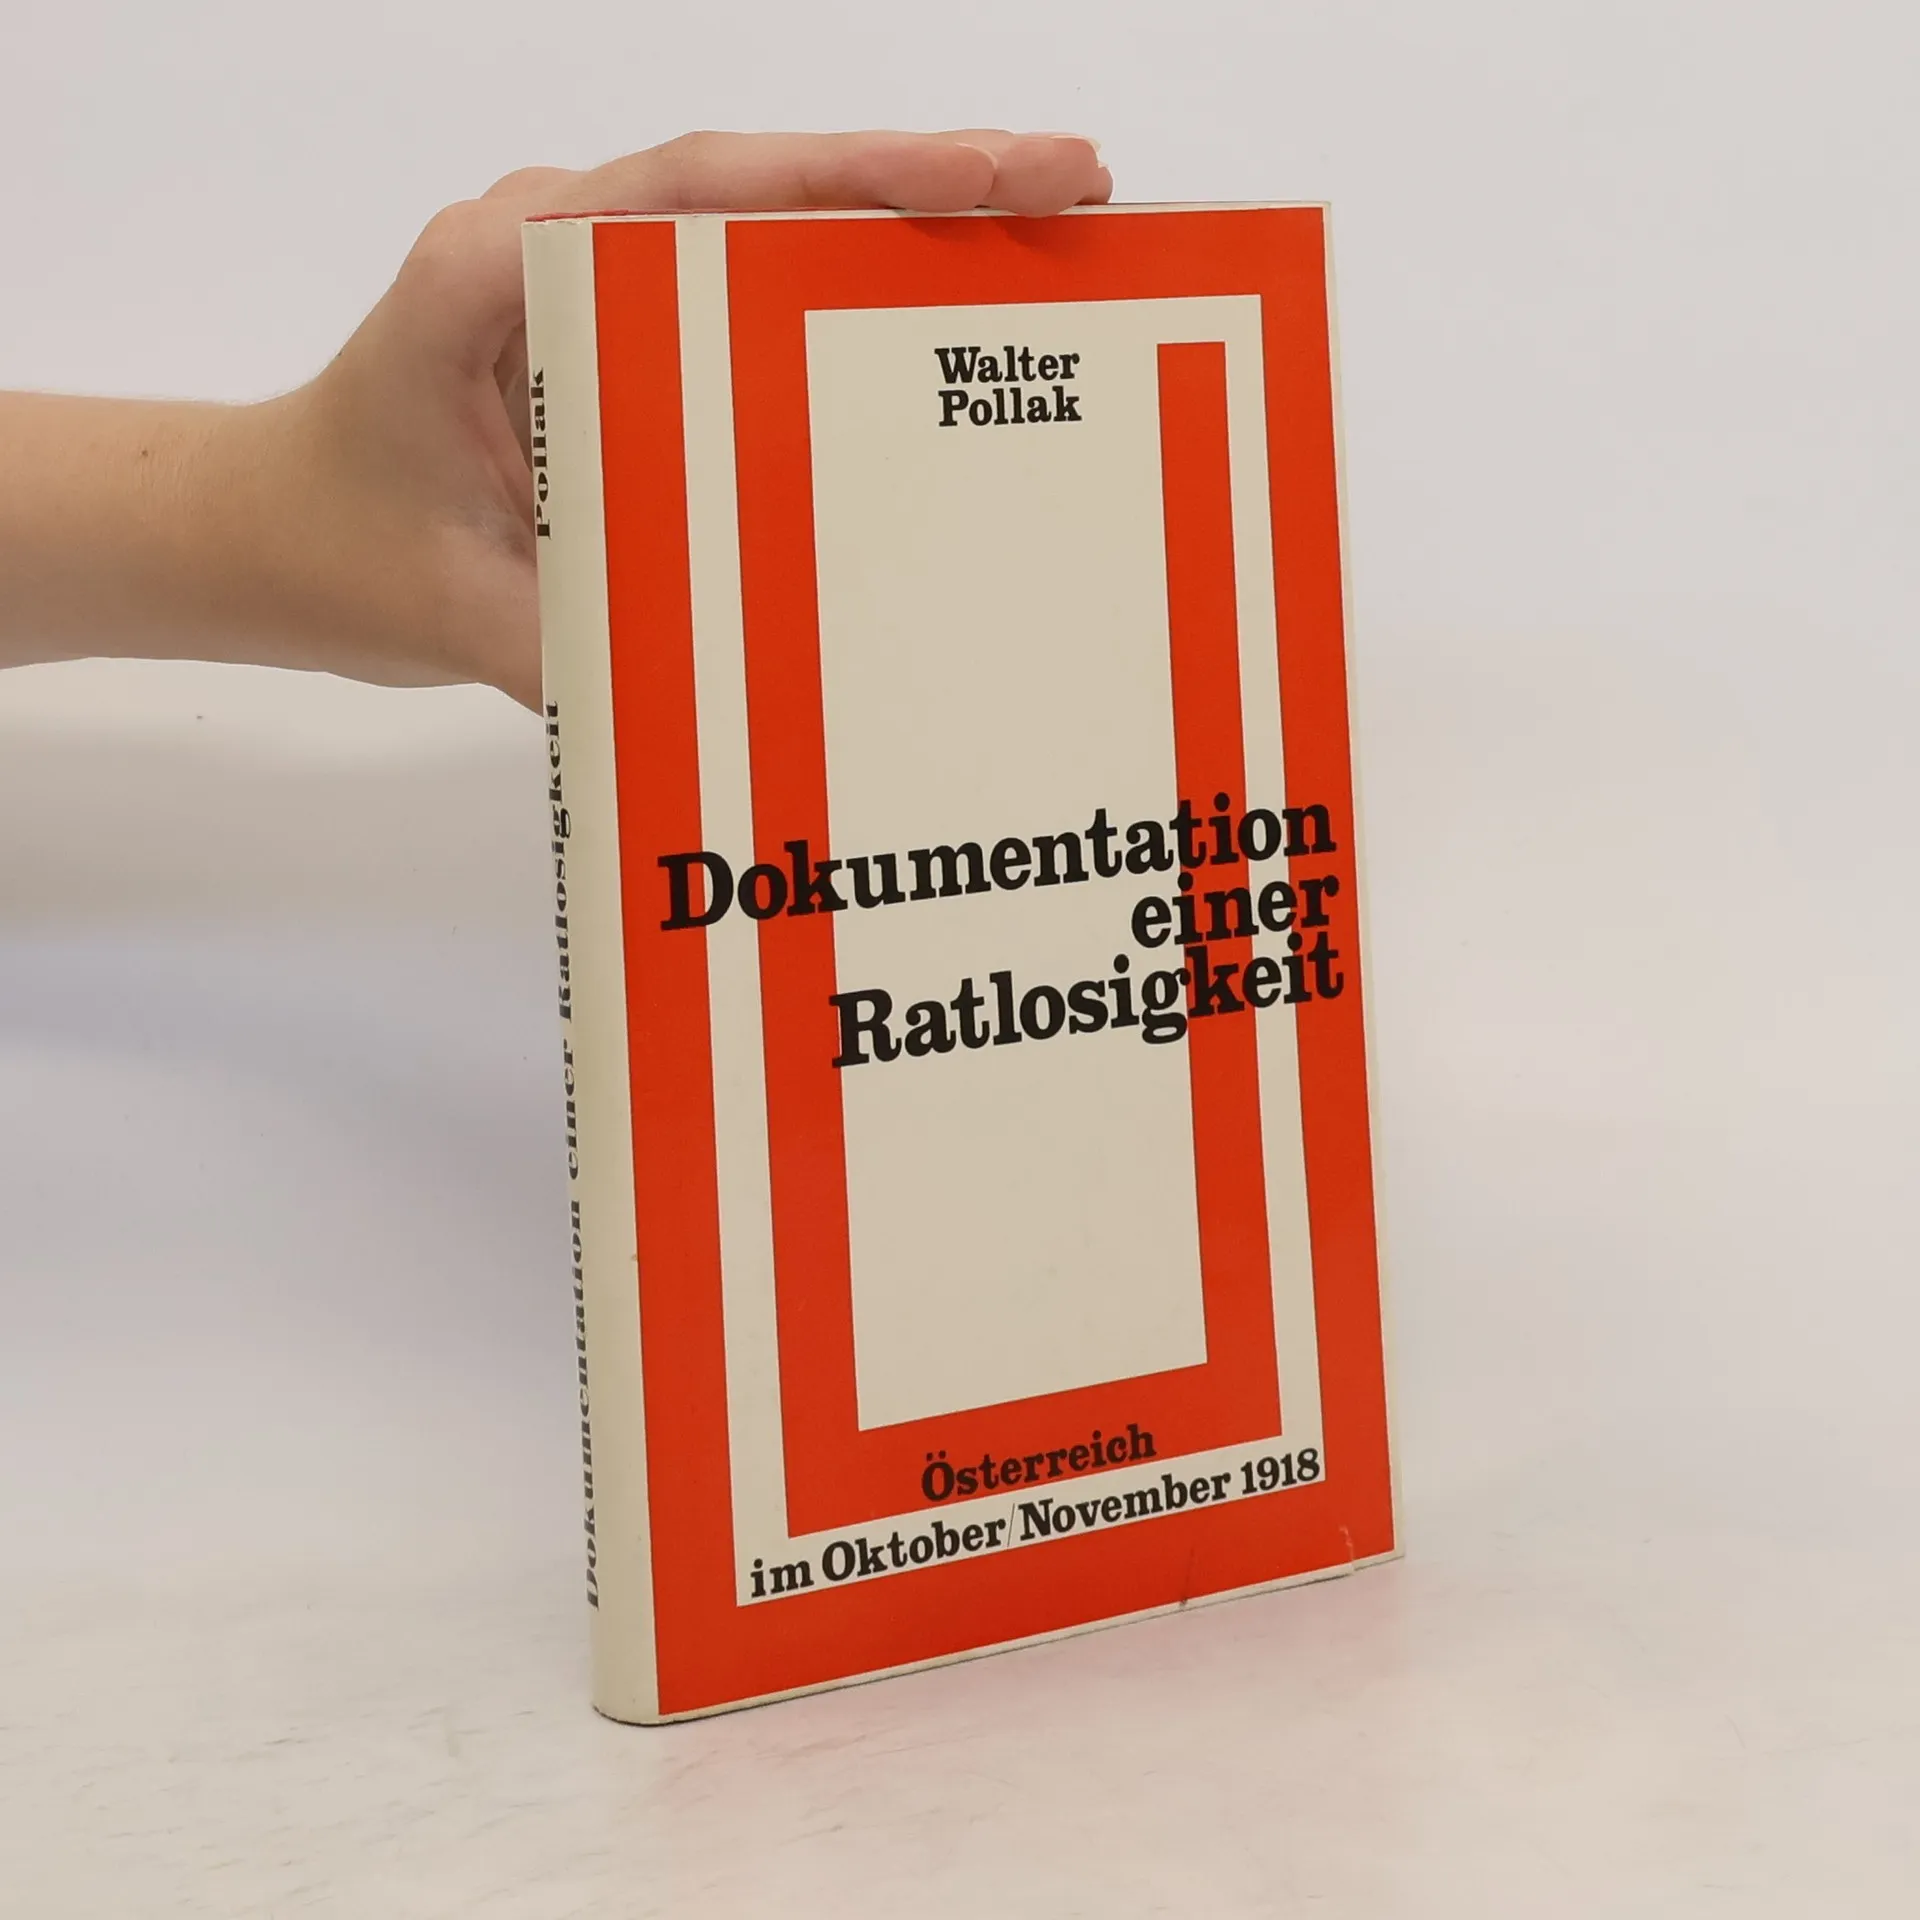 Walter
Pollak
Dokumentation
einer
Ratlosigkeit
Österreich
im Oktober/November 1918
Dokumentation einer Ratlosigkeit Pollak